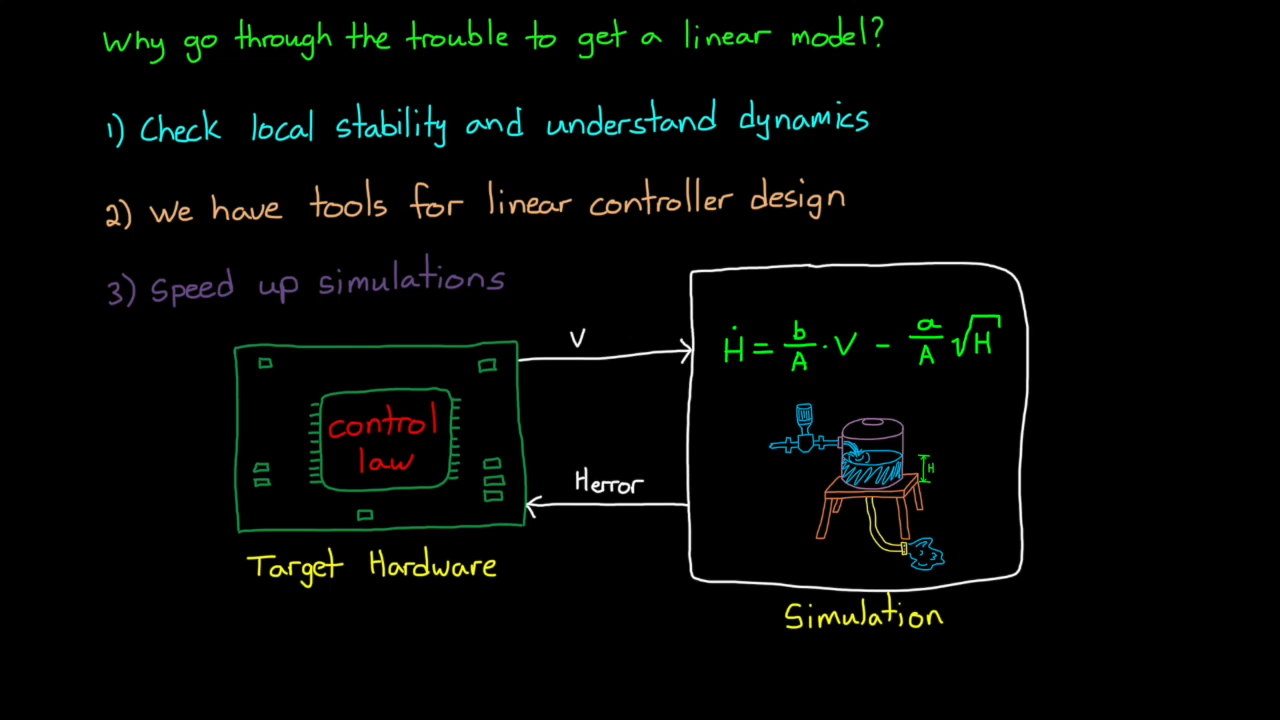 Why go through the trouble to get a linear model?
1) Check local stability and understand dynamics
2) We have tools for linear controller design
3) Speed up simulations
V
Ḣ = b/A · V - a/A √H
control
law
H
Herror
Target Hardware
Simulation